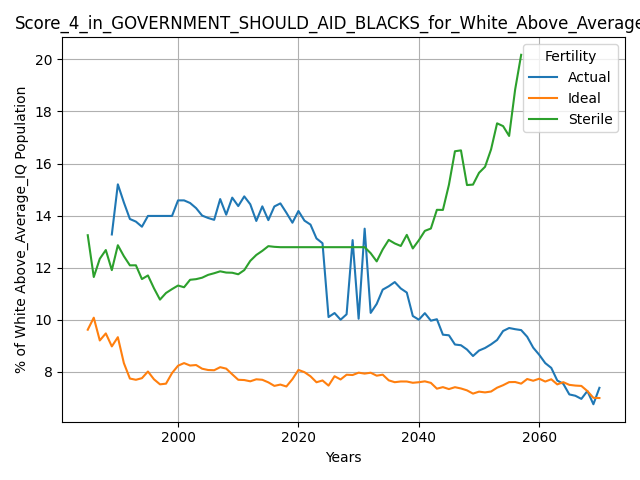 Score_4_in_GOVERNMENT_SHOULD_AID_BLACKS_for_White_Above_Average
% of White Above_Average_IQ Population
20
18
16
14
12
10
8
Fertility
Actual
Ideal
Sterile
2000
2020
2040
2060
Years